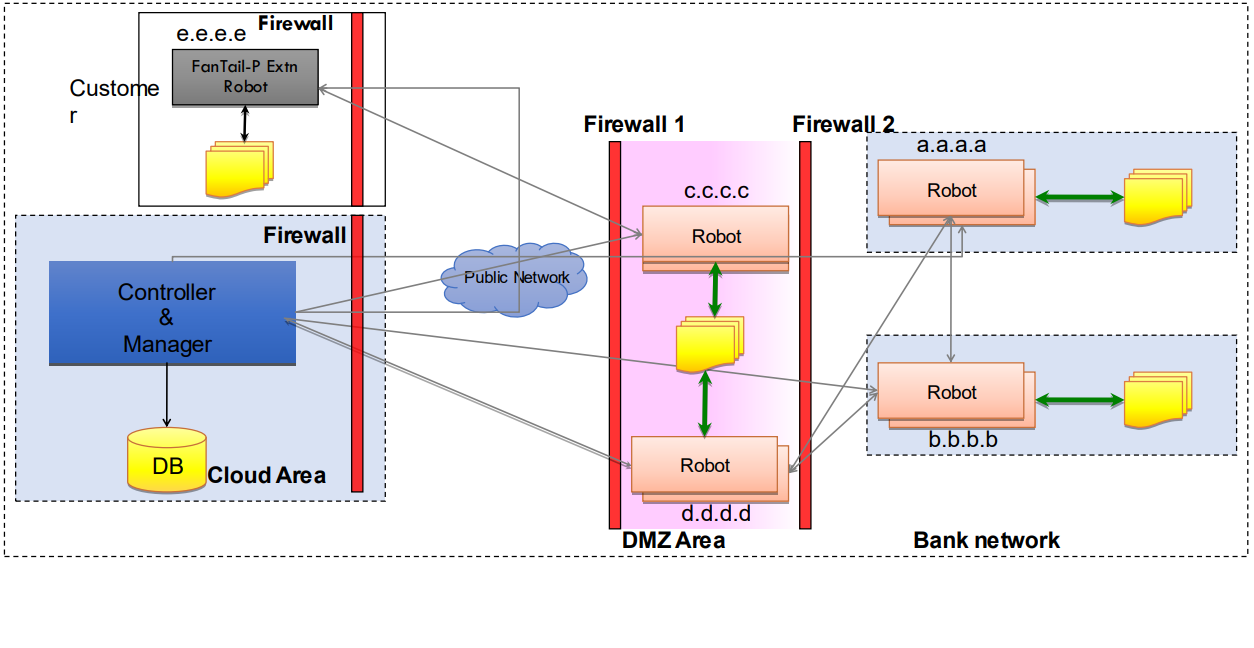 Firewall
e.e.e.e
FanTail-P Extn
Robot
Custome
r
Firewall 1
Firewall 2
a.a.a.a
Robot
c.c.c.c
Robot
Firewall
Public Network
Controller
&
Manager
Robot
b.b.b.b
DB
Cloud Area
Robot
d.d.d.d
DMZ Area
Bank network